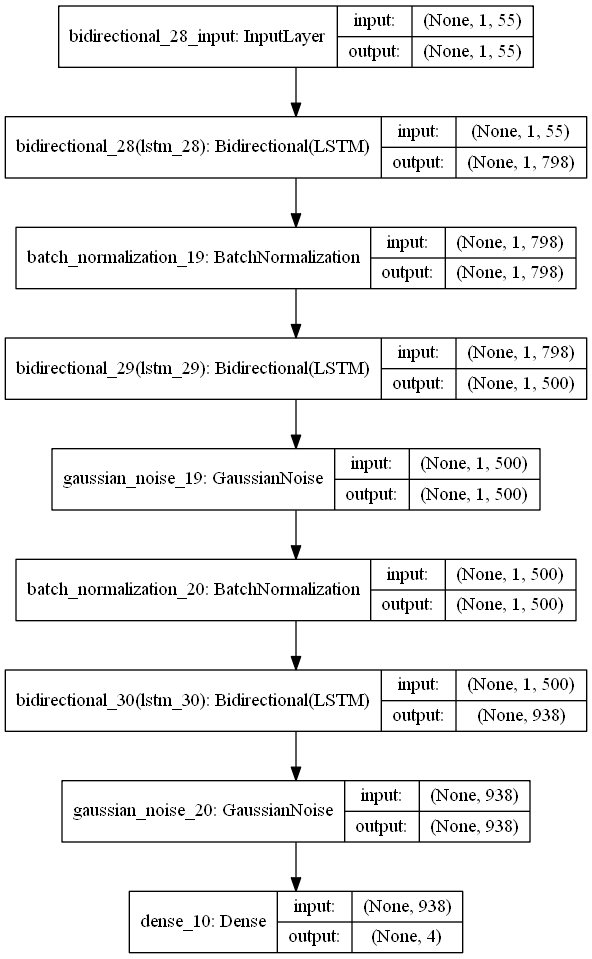 bidirectional_28_input: InputLayer
input: (None, 1, 55)
output: (None, 1, 55)
bidirectional_28(lstm_28): Bidirectional(LSTM)
input: (None, 1, 55)
output: (None, 1, 798)
batch_normalization_19: BatchNormalization
input: (None, 1, 798)
output: (None, 1, 798)
bidirectional_29(lstm_29): Bidirectional(LSTM)
input: (None, 1, 798)
output: (None, 1, 500)
gaussian_noise_19: GaussianNoise
input: (None, 1, 500)
output: (None, 1, 500)
batch_normalization_20: BatchNormalization
input: (None, 1, 500)
output: (None, 1, 500)
bidirectional_30(lstm_30): Bidirectional(LSTM)
input: (None, 1, 500)
output: (None, 938)
gaussian_noise_20: GaussianNoise
input: (None, 938)
output: (None, 938)
dense_10: Dense
input: (None, 938)
output: (None, 4)